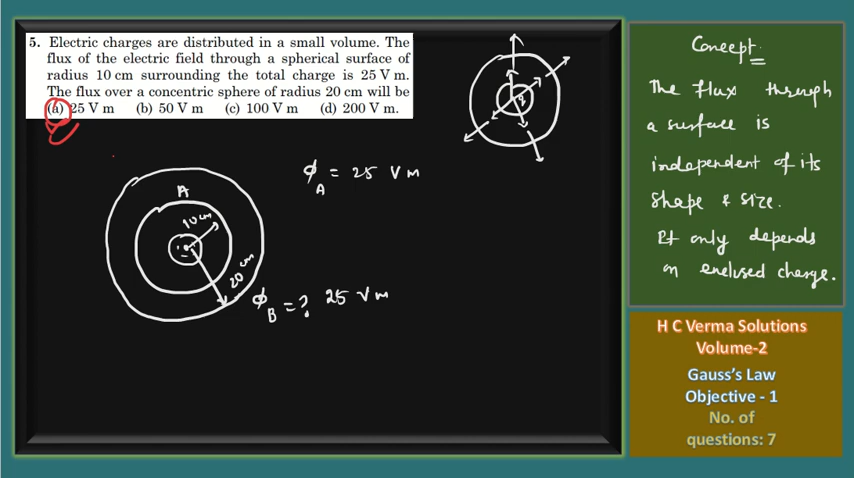 5. Electric charges are distributed in a small volume. The
flux of the electric field through a spherical surface of
radius 10 cm surrounding the total charge is 25 V m.
The flux over a concentric sphere of radius 20 cm will be
(a) 25 V m (b) 50 V m (c) 100 V m (d) 200 V m.
q
A
10 cm
20 cm
ϕ_A = 25 V m
ϕ_B = ? 25 V m
Concept:
The flux through
a surface is
independent of its
shape & size.
It only depends
on enclosed charge.
H C Verma Solutions
Volume-2
Gauss's Law
Objective - 1
No. of
questions: 7